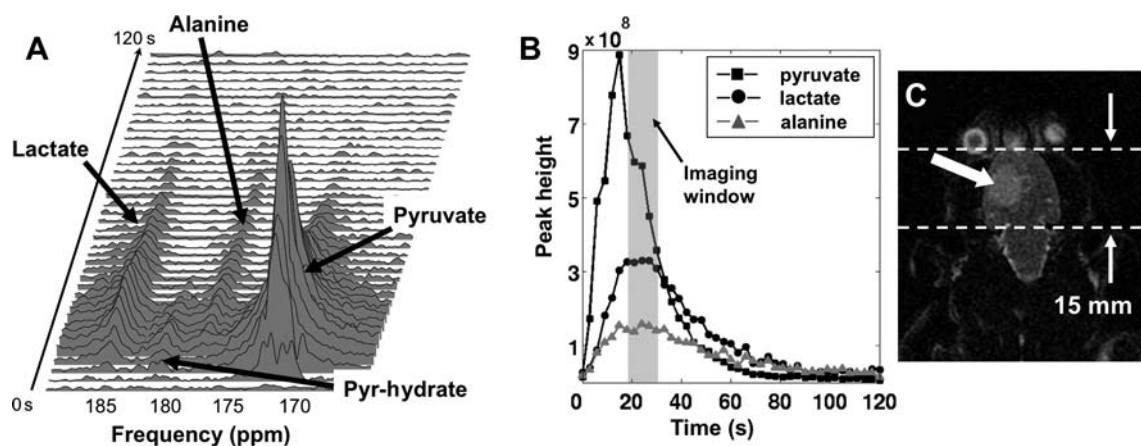 A
120 s
Alanine
Lactate
Pyruvate
Pyr-hydrate
0 s
185 180 175 170
Frequency (ppm)
B
9 × 10 8
7
5
3
1
Peak height
pyruvate
lactate
alanine
Imaging
window
0 20 40 60 80 100 120
Time (s)
C
15 mm